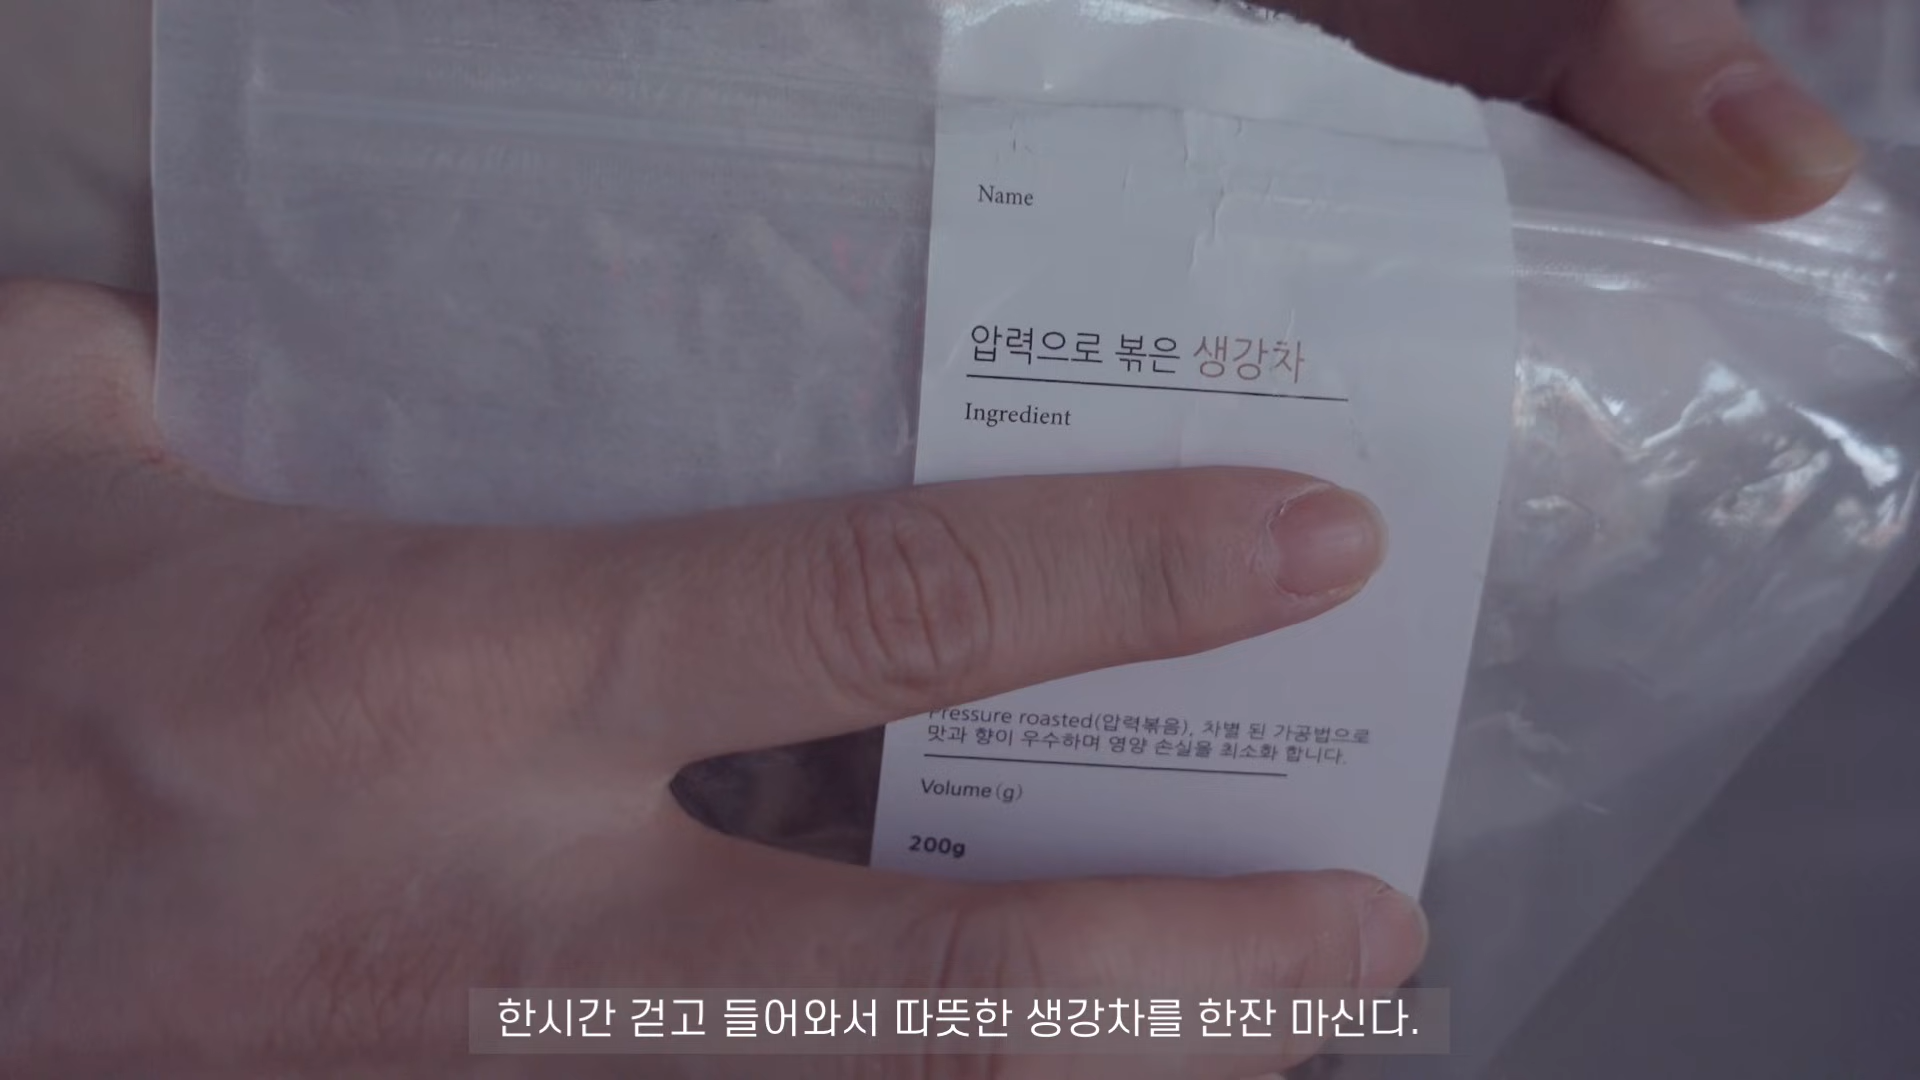 Name
압력으로 볶은 생강차
Ingredient
Pressure roasted(압력볶음), 차별 된 가공법으로
맛과 향이 우수하며 영양 손실을 최소화 합니다.
Volume(g)
200g
한시간 걷고 들어와서 따뜻한 생강차를 한잔 마신다.